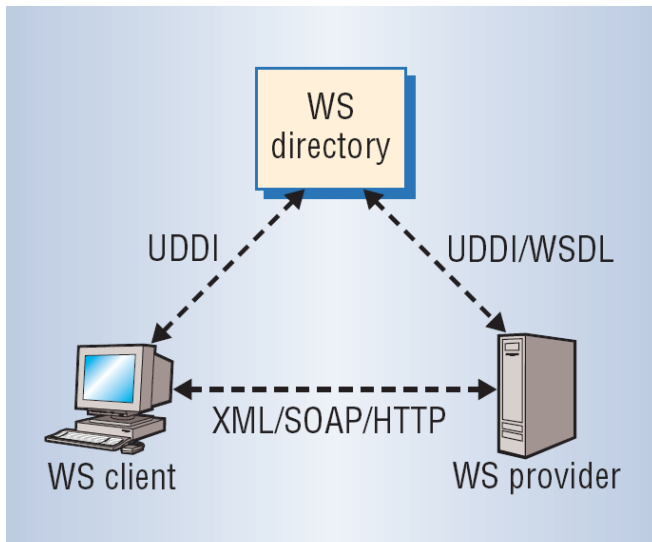 WS
directory
UDDI
UDDI/WSDL
XML/SOAP/HTTP
WS client
WS provider